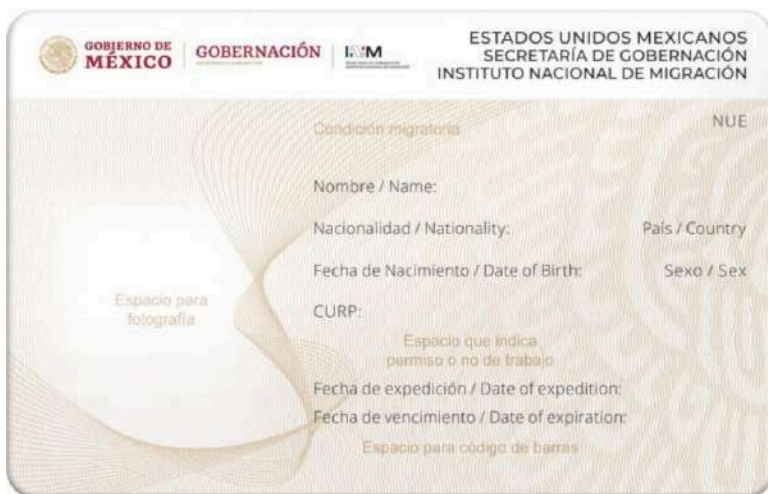 GOBIERNO DE
MÉXICO
GOBERNACIÓN
INM
ESTADOS UNIDOS MEXICANOS
SECRETARÍA DE GOBERNACIÓN
INSTITUTO NACIONAL DE MIGRACIÓN
Condición migratoria
NUE
Nombre / Name:
Nacionalidad / Nationality:
País / Country
Fecha de Nacimiento / Date of Birth:
Sexo / Sex
CURP:
Espacio para
fotografía
Espacio que indica
permiso o no de trabajo
Fecha de expedición / Date of expedition:
Fecha de vencimiento / Date of expiration:
Espacio para código de barras